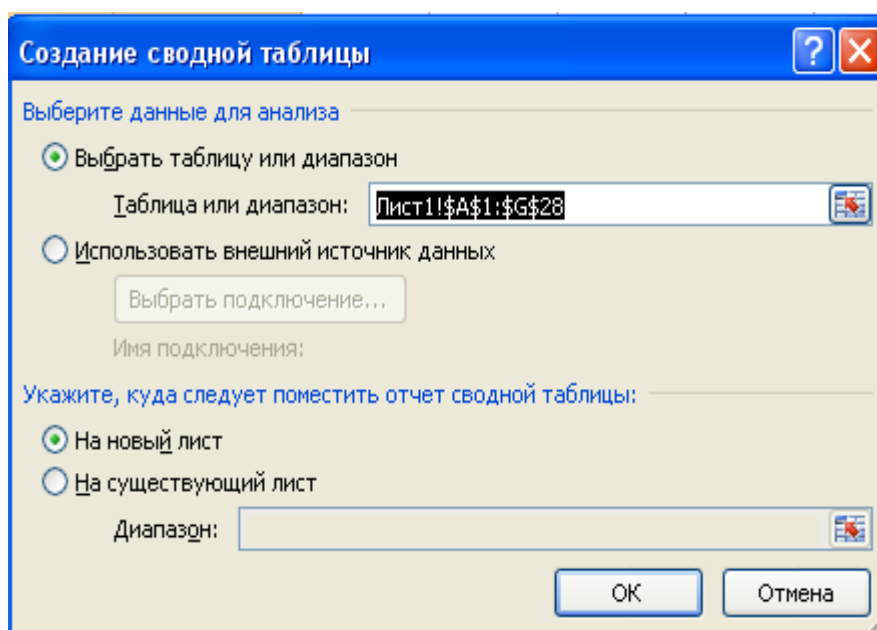 Создание сводной таблицы
Выберите данные для анализа
Выбрать таблицу или диапазон
Таблица или диапазон: Лист1!$A$1:$G$28
Использовать внешний источник данных
Выбрать подключение...
Имя подключения:
Укажите, куда следует поместить отчет сводной таблицы:
На новый лист
На существующий лист
Диапазон:
ОК Отмена